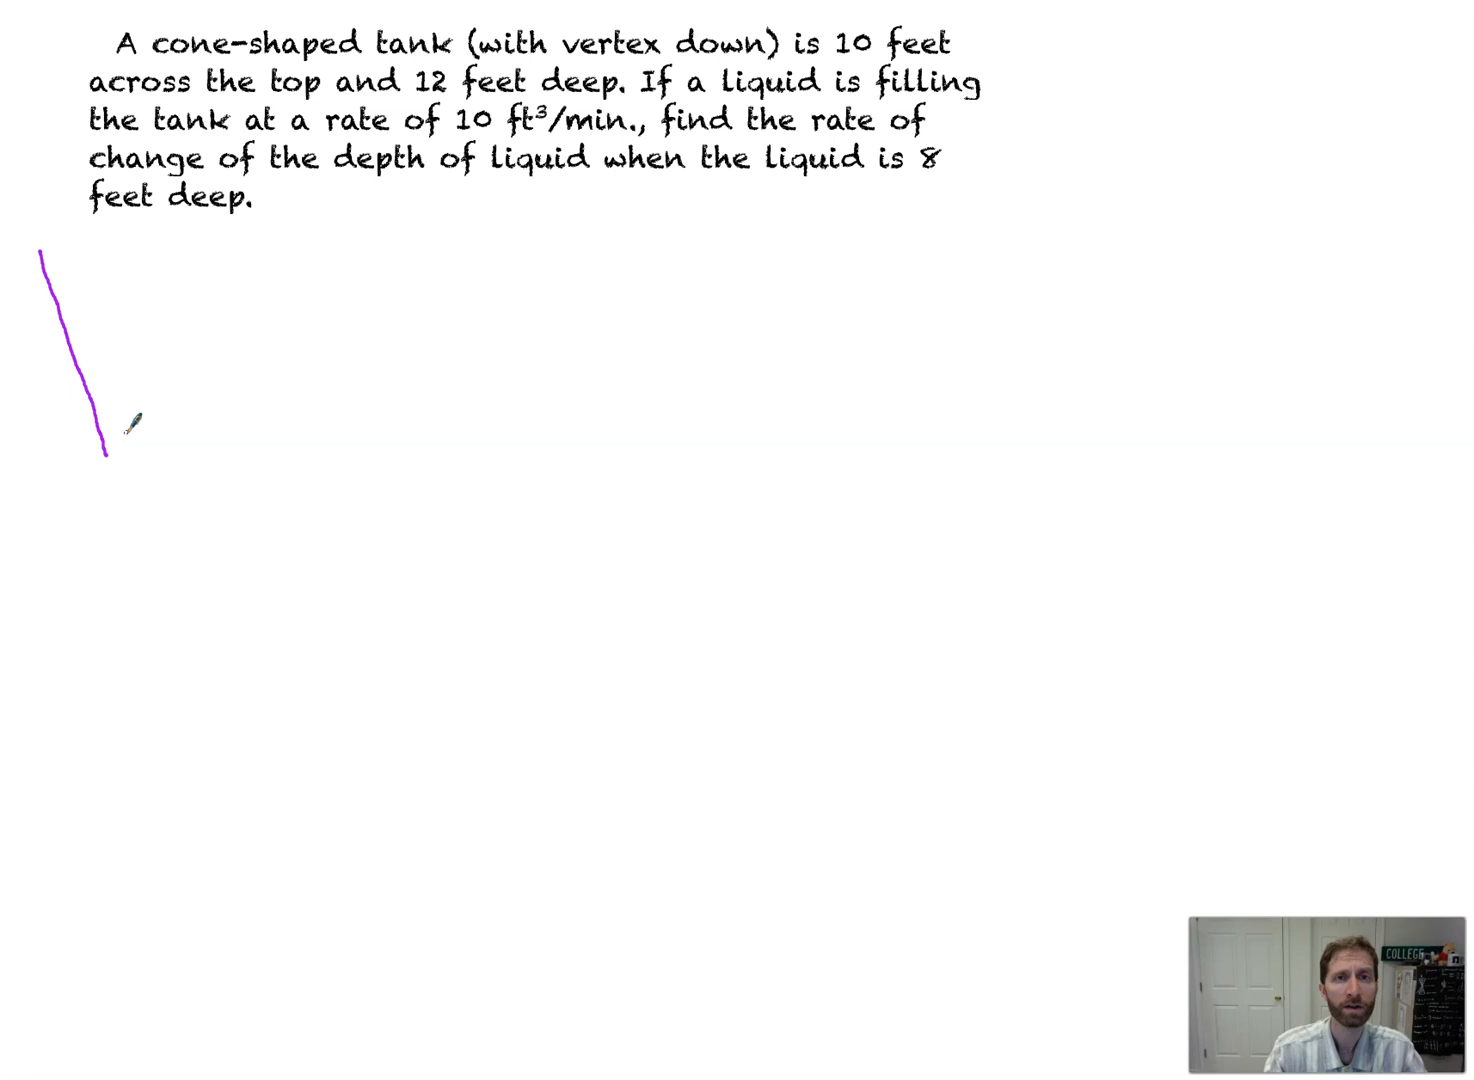 A cone-shaped tank (with vertex down) is 10 feet
across the top and 12 feet deep. If a liquid is filling
the tank at a rate of 10 ft³/min., find the rate of
change of the depth of liquid when the liquid is 8
feet deep.
COLLEGE